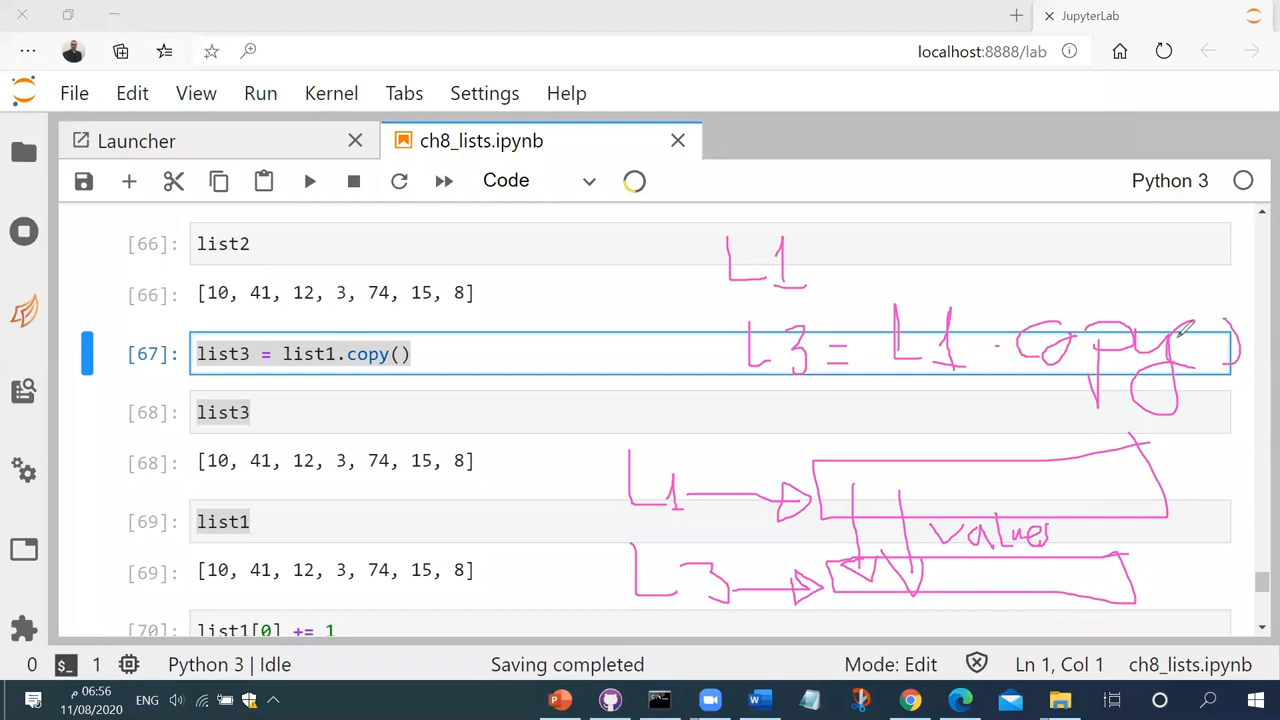 JupyterLab
localhost:8888/lab
File Edit View Run Kernel Tabs Settings Help
Launcher
ch8_lists.ipynb
Code
Python 3
[66]: list2
L1
[66]: [10, 41, 12, 3, 74, 15, 8]
[67]: list3 = list1.copy()
L3 = L1 . copy()
[68]: list3
[68]: [10, 41, 12, 3, 74, 15, 8]
L1
[69]: list1
values
[69]: [10, 41, 12, 3, 74, 15, 8]
L3
[70]: list1[0] += 1
0 $_ 1 Python 3 | Idle Saving completed Mode: Edit Ln 1, Col 1 ch8_lists.ipynb
06:56 م
11/08/2020
ENG